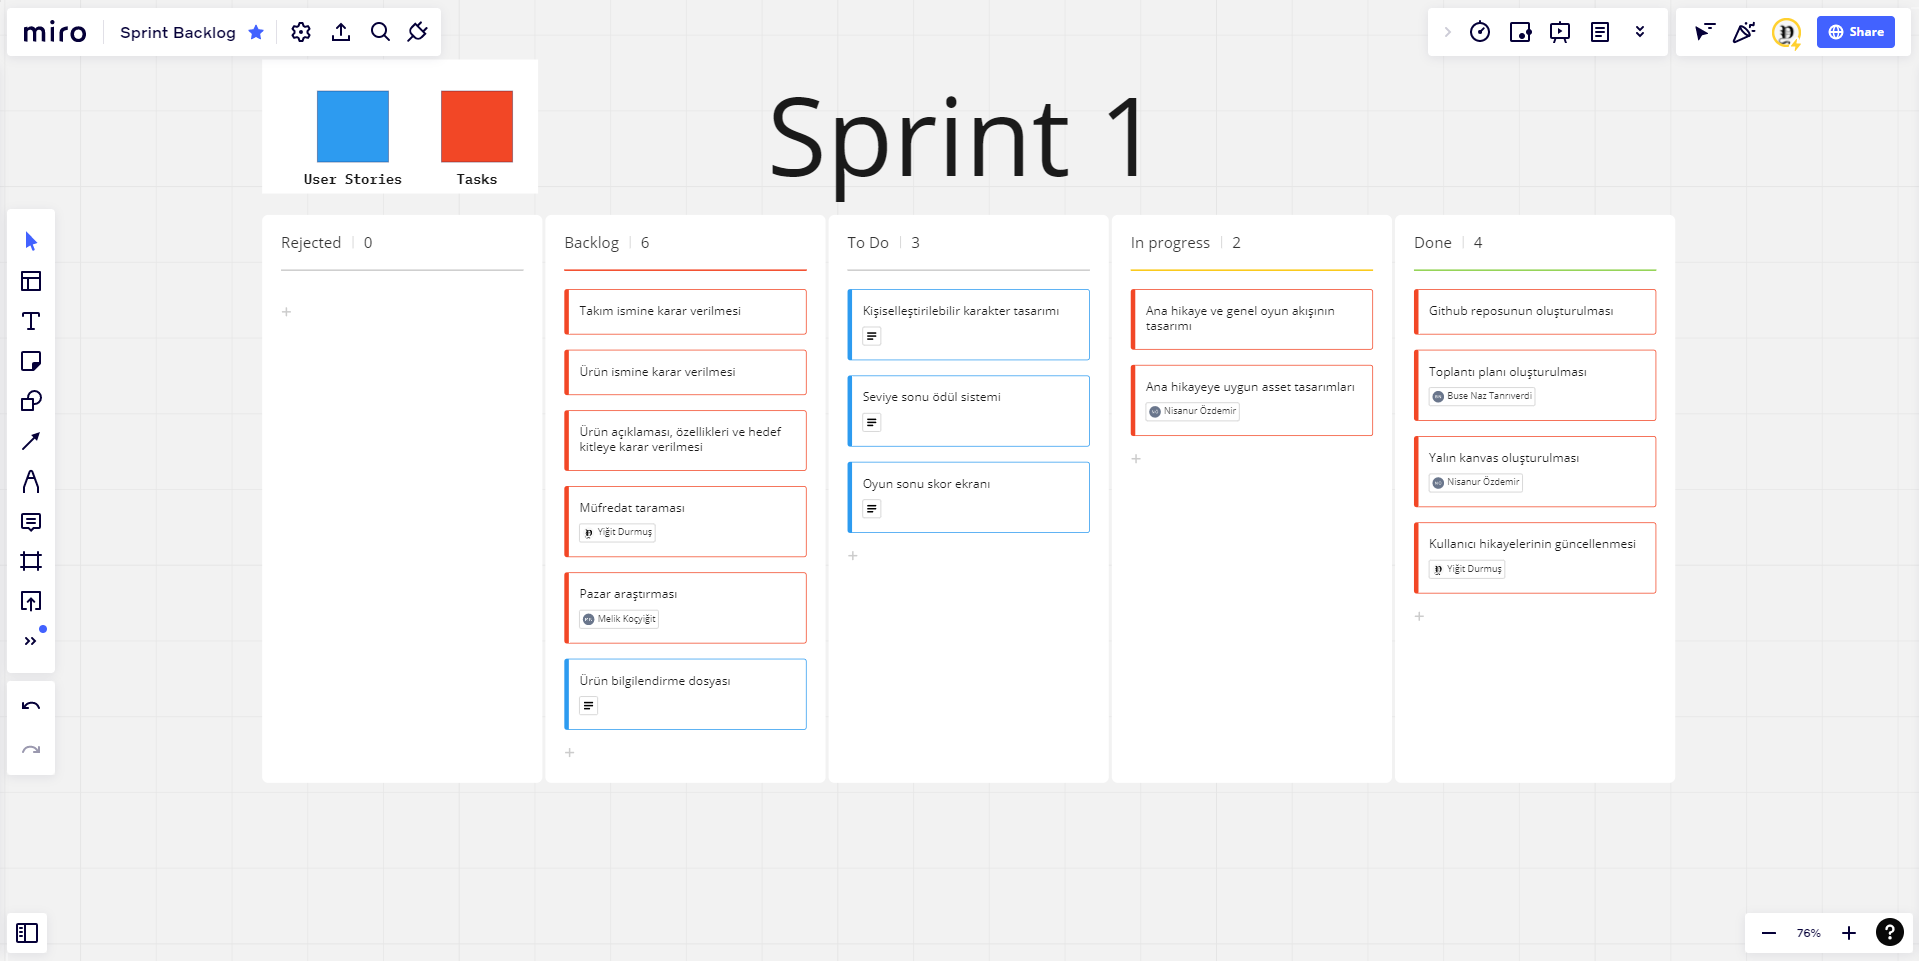 miro
Sprint Backlog
Share
User Stories
Tasks
Sprint 1
Rejected 0
Backlog 6
Takım ismine karar verilmesi
Ürün ismine karar verilmesi
Ürün açıklaması, özellikleri ve hedef
kitleye karar verilmesi
Müfredat taraması
Yiğit Durmuş
Pazar araştırması
Melik Koçyiğit
Ürün bilgilendirme dosyası
To Do 3
Kişiselleştirilebilir karakter tasarımı
Seviye sonu ödül sistemi
Oyun sonu skor ekranı
In progress 2
Ana hikaye ve genel oyun akışının
tasarımı
Ana hikayeye uygun asset tasarımları
Nisanur Özdemir
Done 4
Github reposunun oluşturulması
Toplantı planı oluşturulması
Buse Naz Tanrıverdi
Yalın kanvas oluşturulması
Nisanur Özdemir
Kullanıcı hikayelerinin güncellenmesi
Yiğit Durmuş
76%